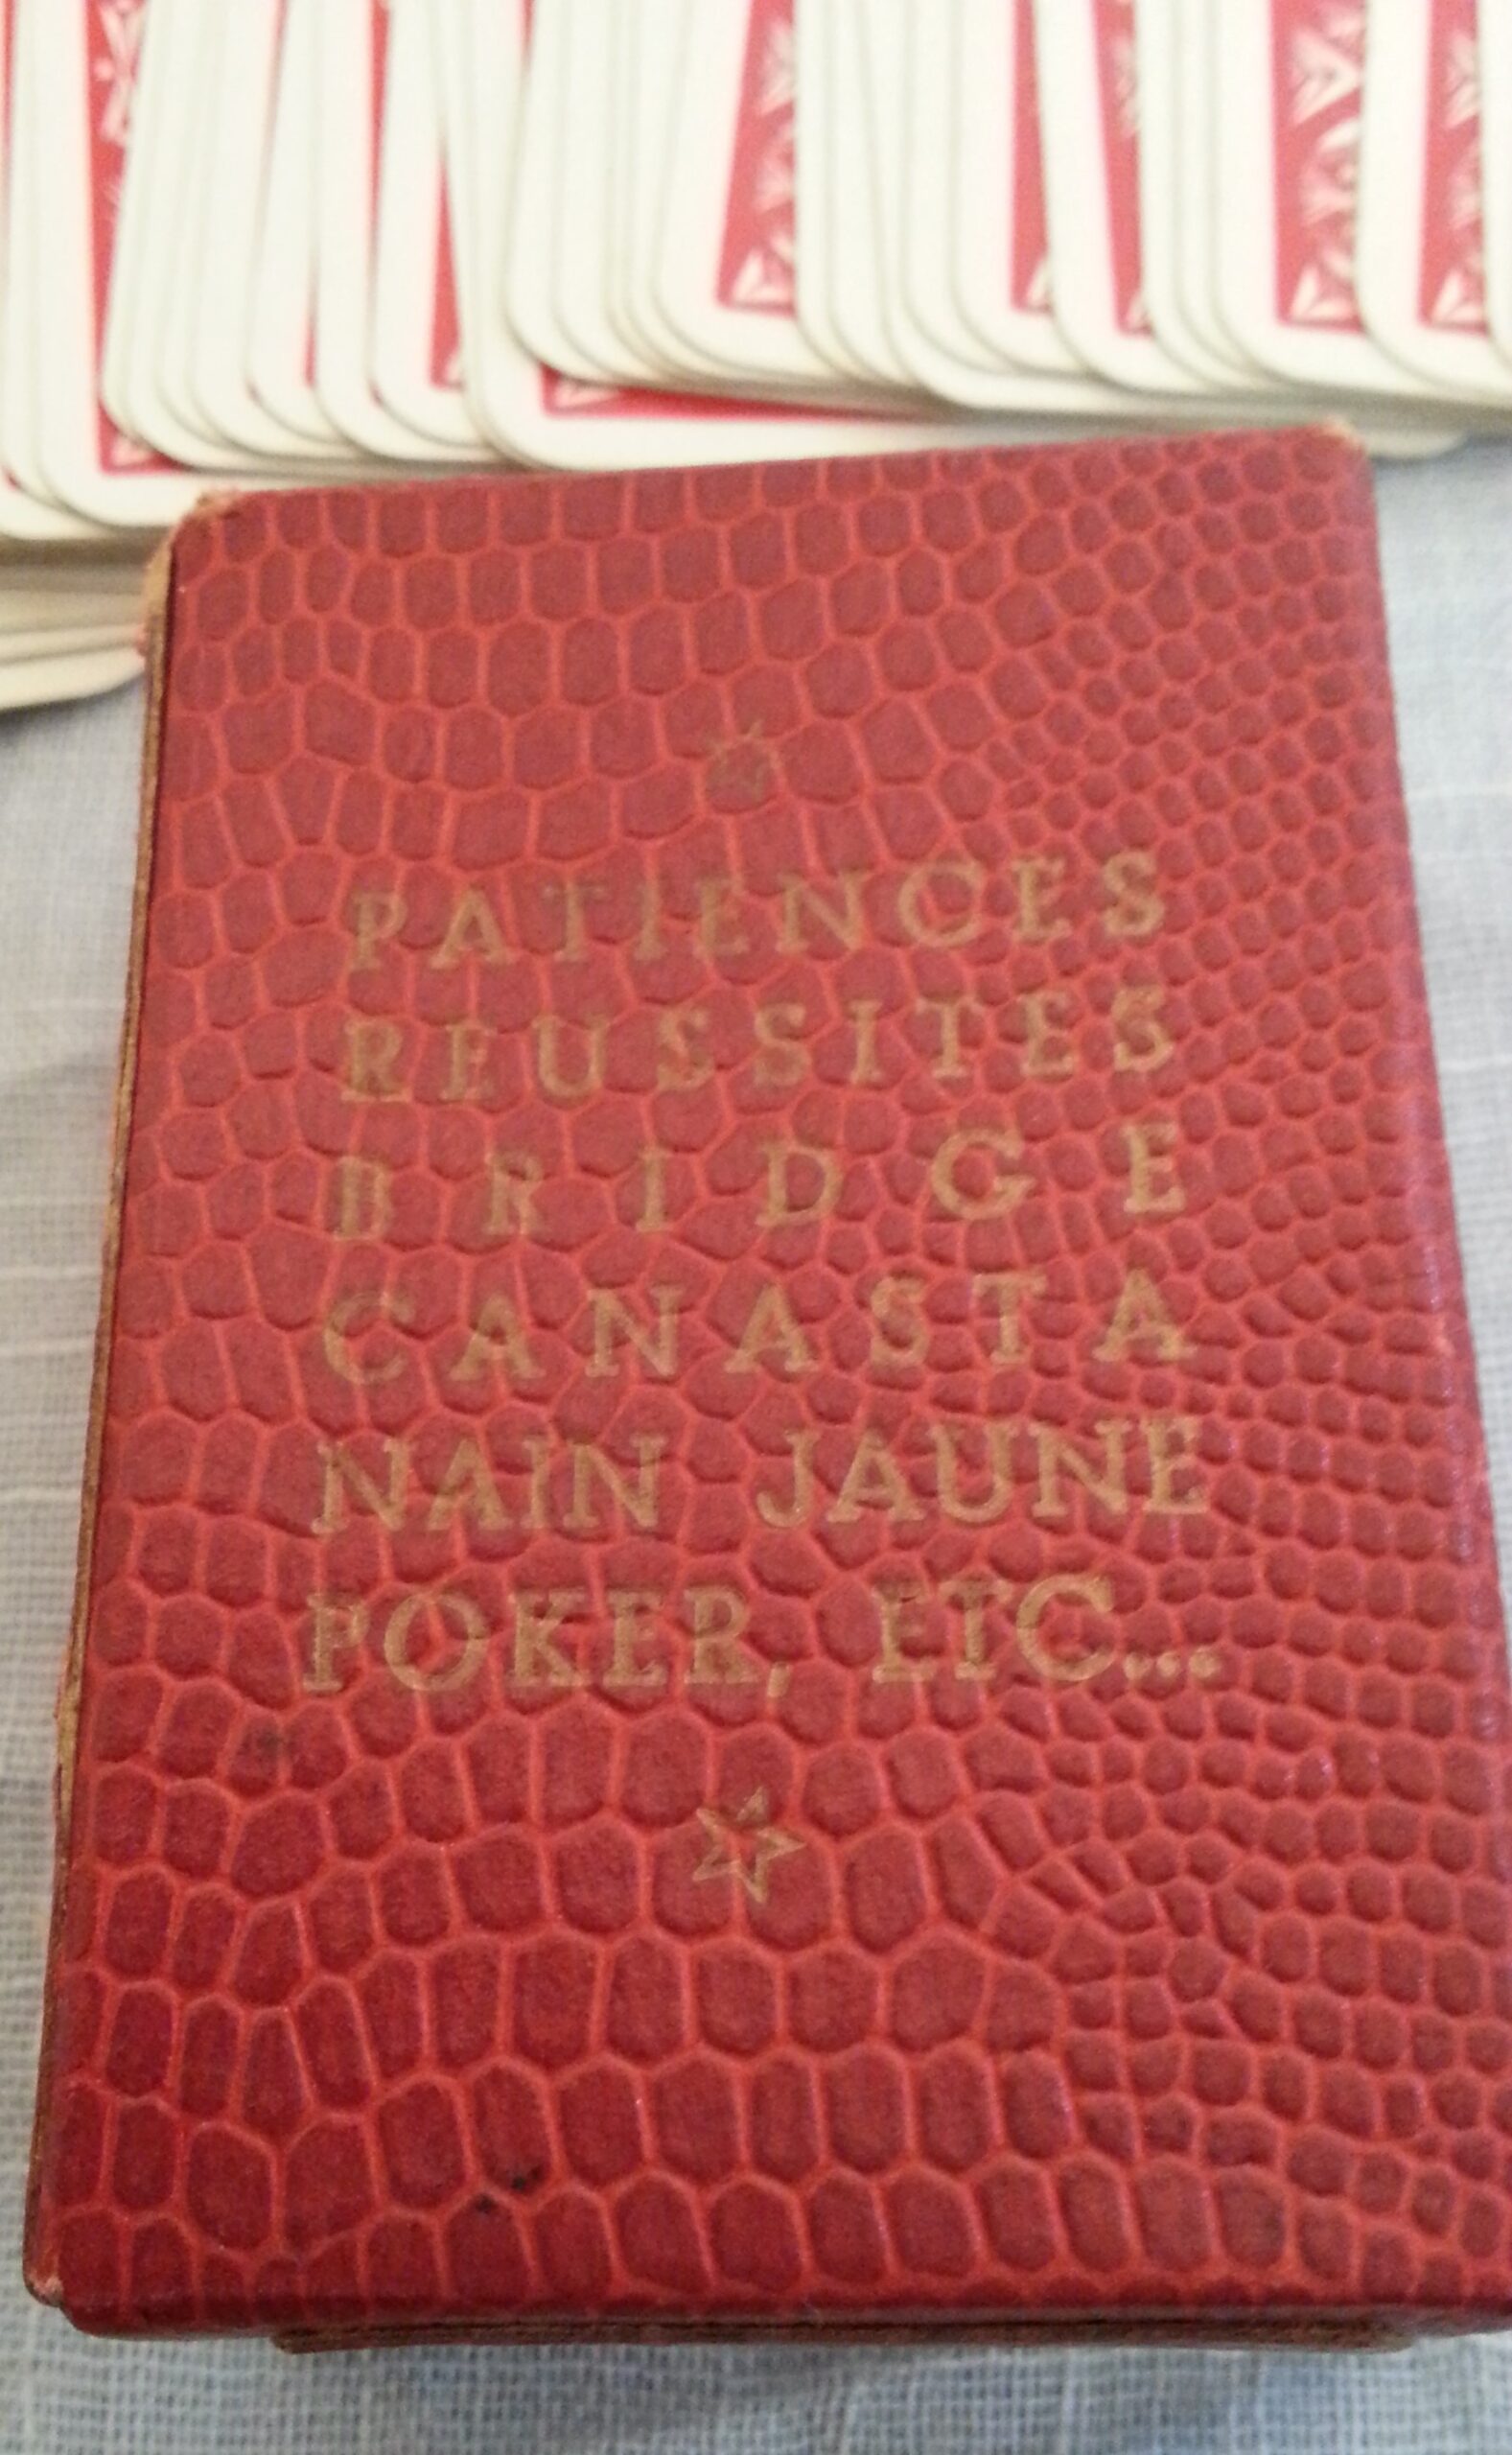 PATIENCES
REUSSITES
BRIDGE
CANASTA
NAIN JAUNE
POKER, ETC...